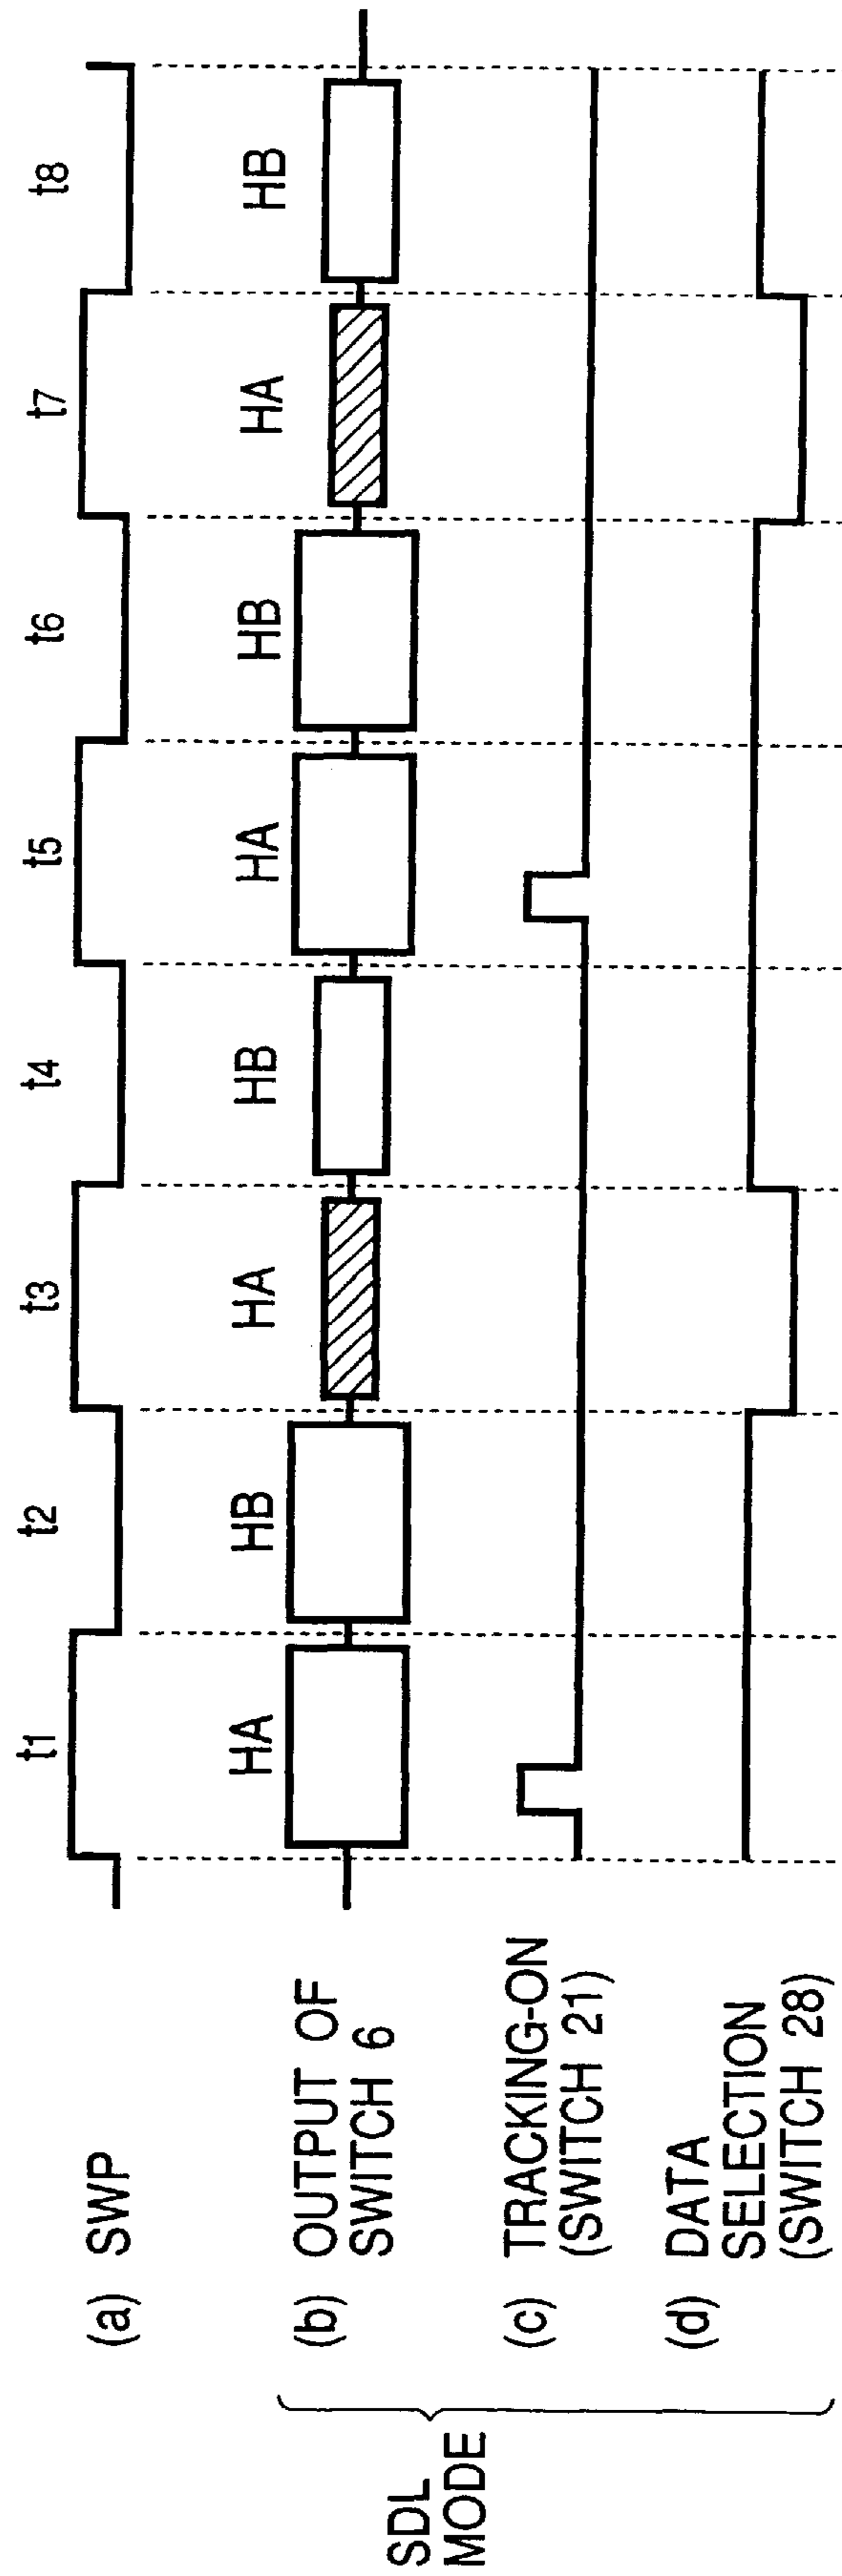 t1 t2 t3 t4 t5 t6 t7 t8
(a) SWP
HA HB HA HB HA HB HA HB
(b) OUTPUT OF
SWITCH 6
(c) TRACKING-ON
(SWITCH 21)
(d) DATA
SELECTION
(SWITCH 28)
SDL
MODE